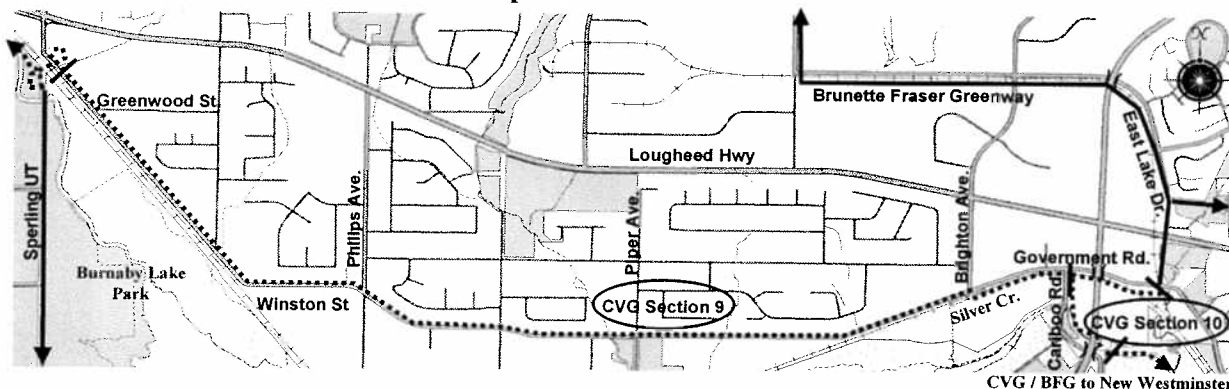 Greenwood St.
Brunette Fraser Greenway
East Lake Dr.
Lougheed Hwy
Sperling UT
Phillips Ave.
Piper Ave.
Brighton Ave.
Government Rd.
Burnaby Lake
Park
Winston St
CVG Section 9
Silver Cr.
Cariboo Rd.
CVG Section 10
CVG / BFG to New Westminster